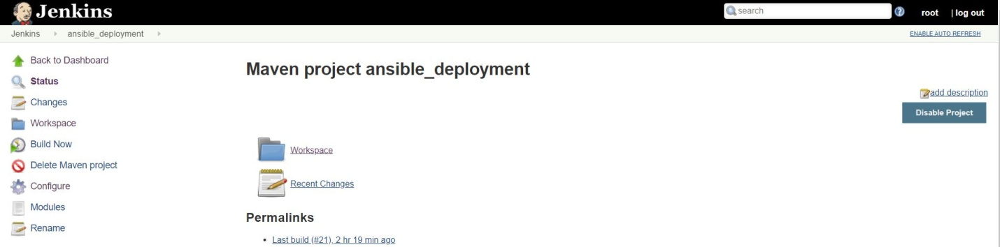 Jenkins
search
root | log out
Jenkins ansible_deployment
ENABLE AUTO REFRESH
Back to Dashboard
Status
Changes
Workspace
Build Now
Delete Maven project
Configure
Modules
Rename
Maven project ansible_deployment
add description
Disable Project
Workspace
Recent Changes
Permalinks
• Last build (#21), 2 hr 19 min ago